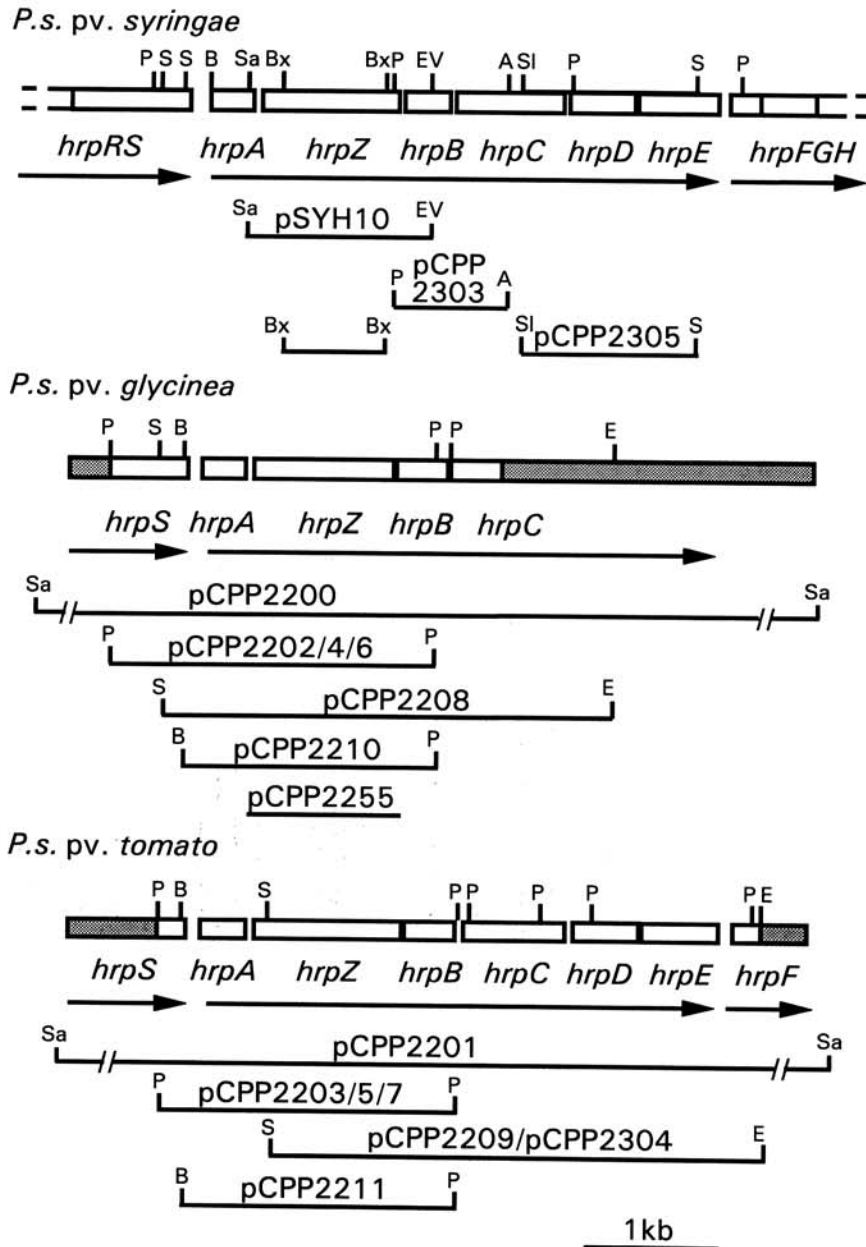 P.s. pv. syringae
P S S B Sa Bx Bx P EV A Sl P S P
hrpRS hrpA hrpZ hrpB hrpC hrpD hrpE hrpFGH
Sa pSYH10 EV
P pCPP 2303 A
Bx Bx Sl pCPP2305 S
P.s. pv. glycinea
P S B P P E
hrpS hrpA hrpZ hrpB hrpC
Sa pCPP2200 Sa
P pCPP2202/4/6 P
S pCPP2208 E
B pCPP2210 P
pCPP2255
P.s. pv. tomato
P B S P P P P P E
hrpS hrpA hrpZ hrpB hrpC hrpD hrpE hrpF
Sa pCPP2201 Sa
P pCPP2203/5/7 P
S pCPP2209/pCPP2304 E
B pCPP2211 P
1kb